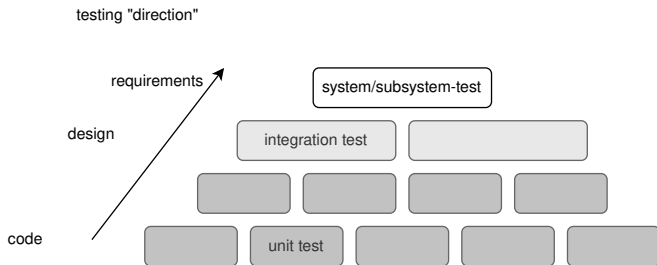 testing "direction"
requirements
system/subsystem-test
design
integration test
code
unit test